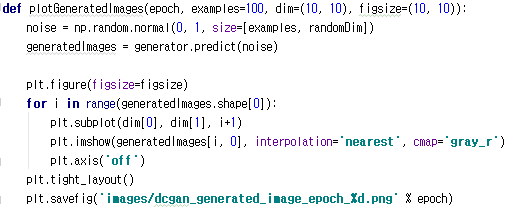 def plotGeneratedImages(epoch, examples=100, dim=(10, 10), figsize=(10, 10)):
    noise = np.random.normal(0, 1, size=[examples, randomDim])
    generatedImages = generator.predict(noise)

    plt.figure(figsize=figsize)
    for i in range(generatedImages.shape[0]):
        plt.subplot(dim[0], dim[1], i+1)
        plt.imshow(generatedImages[i, 0], interpolation='nearest', cmap='gray_r')
        plt.axis('off')
    plt.tight_layout()
    plt.savefig('images/dcgan_generated_image_epoch_%d.png' % epoch)